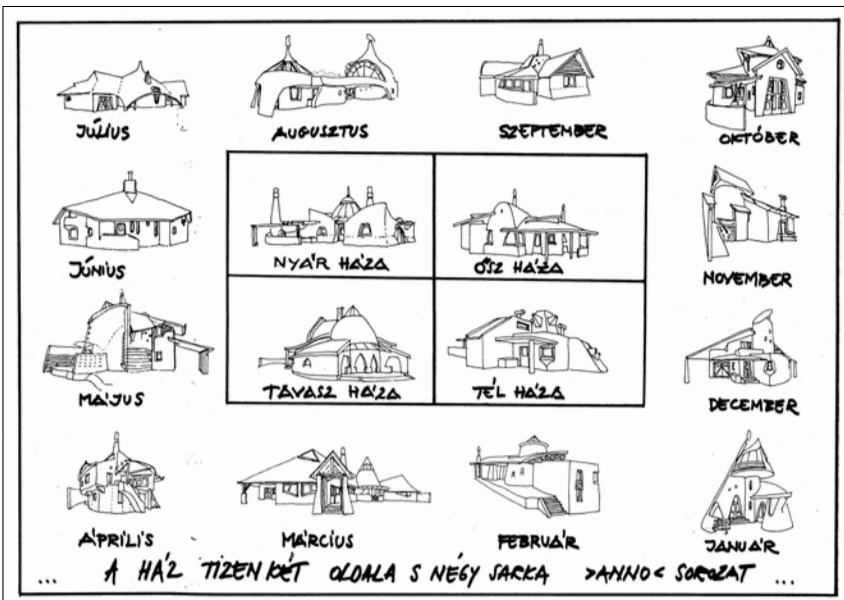 JÚLIUS
AUGUSZTUS
SZEPTEMBER
OKTÓBER
JÚNIUS
NYÁR HÁZA
ŐSZ HÁZA
NOVEMBER
MÁJUS
TAVASZ HÁZA
TÉL HÁZA
DECEMBER
ÁPRILIS
MÁRCIUS
FEBRUÁR
JANUÁR
... A HÁZ TIZENKÉT OLDALA S NÉGY SARKA >ANNO< SOROZAT ...